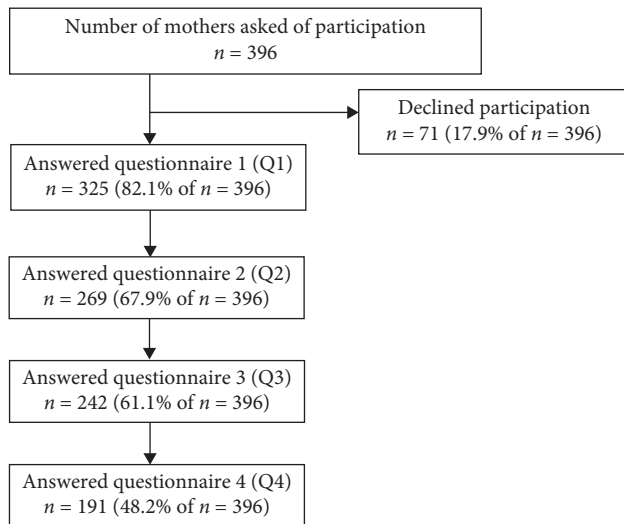 Number of mothers asked of participation
n = 396
Declined participation
n = 71 (17.9% of n = 396)
Answered questionnaire 1 (Q1)
n = 325 (82.1% of n = 396)
Answered questionnaire 2 (Q2)
n = 269 (67.9% of n = 396)
Answered questionnaire 3 (Q3)
n = 242 (61.1% of n = 396)
Answered questionnaire 4 (Q4)
n = 191 (48.2% of n = 396)